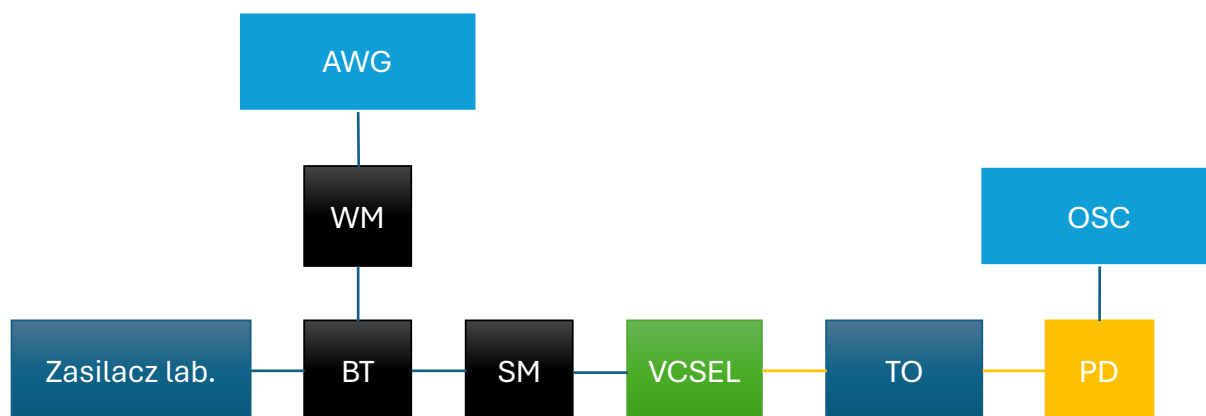 AWG
WM
OSC
Zasilacz lab.
BT
SM
VCSEL
TO
PD